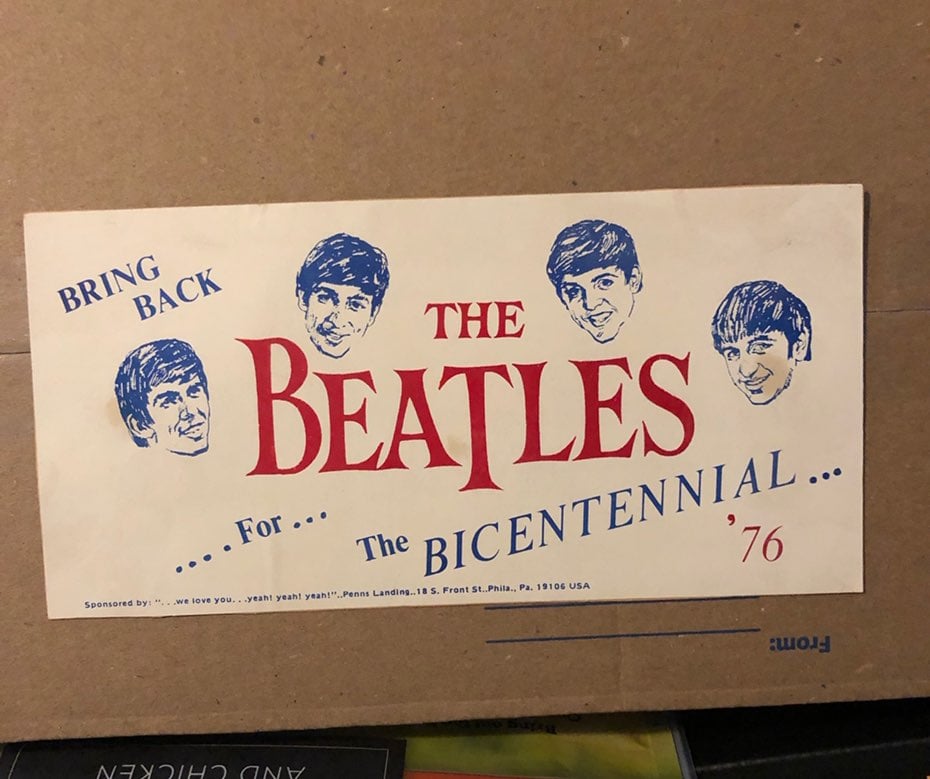 BRING
BACK
THE
BEATLES
....For...
The BICENTENNIAL...
'76
Sponsored by: "...we love you...yeah! yeah! yeah!"..Penns Landing..18 S. Front St..Phila., Pa. 19106 USA
From:
AND CHICKEN